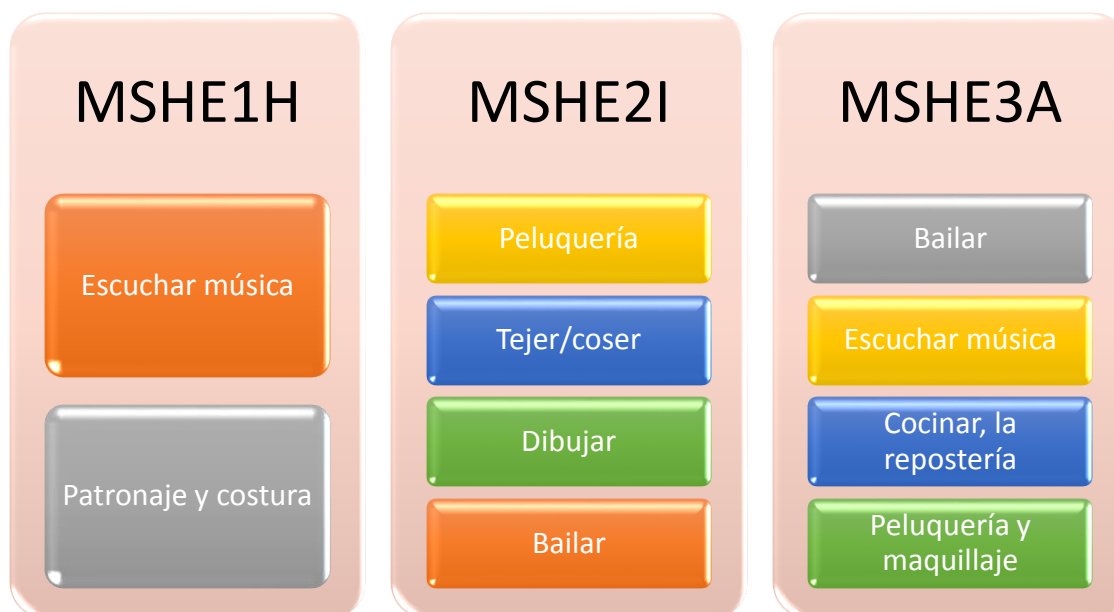 MSHE1H
Escuchar música
Patronaje y costura
MSHE2I
Peluquería
Tejer/coser
Dibujar
Bailar
MSHE3A
Bailar
Escuchar música
Cocinar, la
repostería
Peluquería y
maquillaje